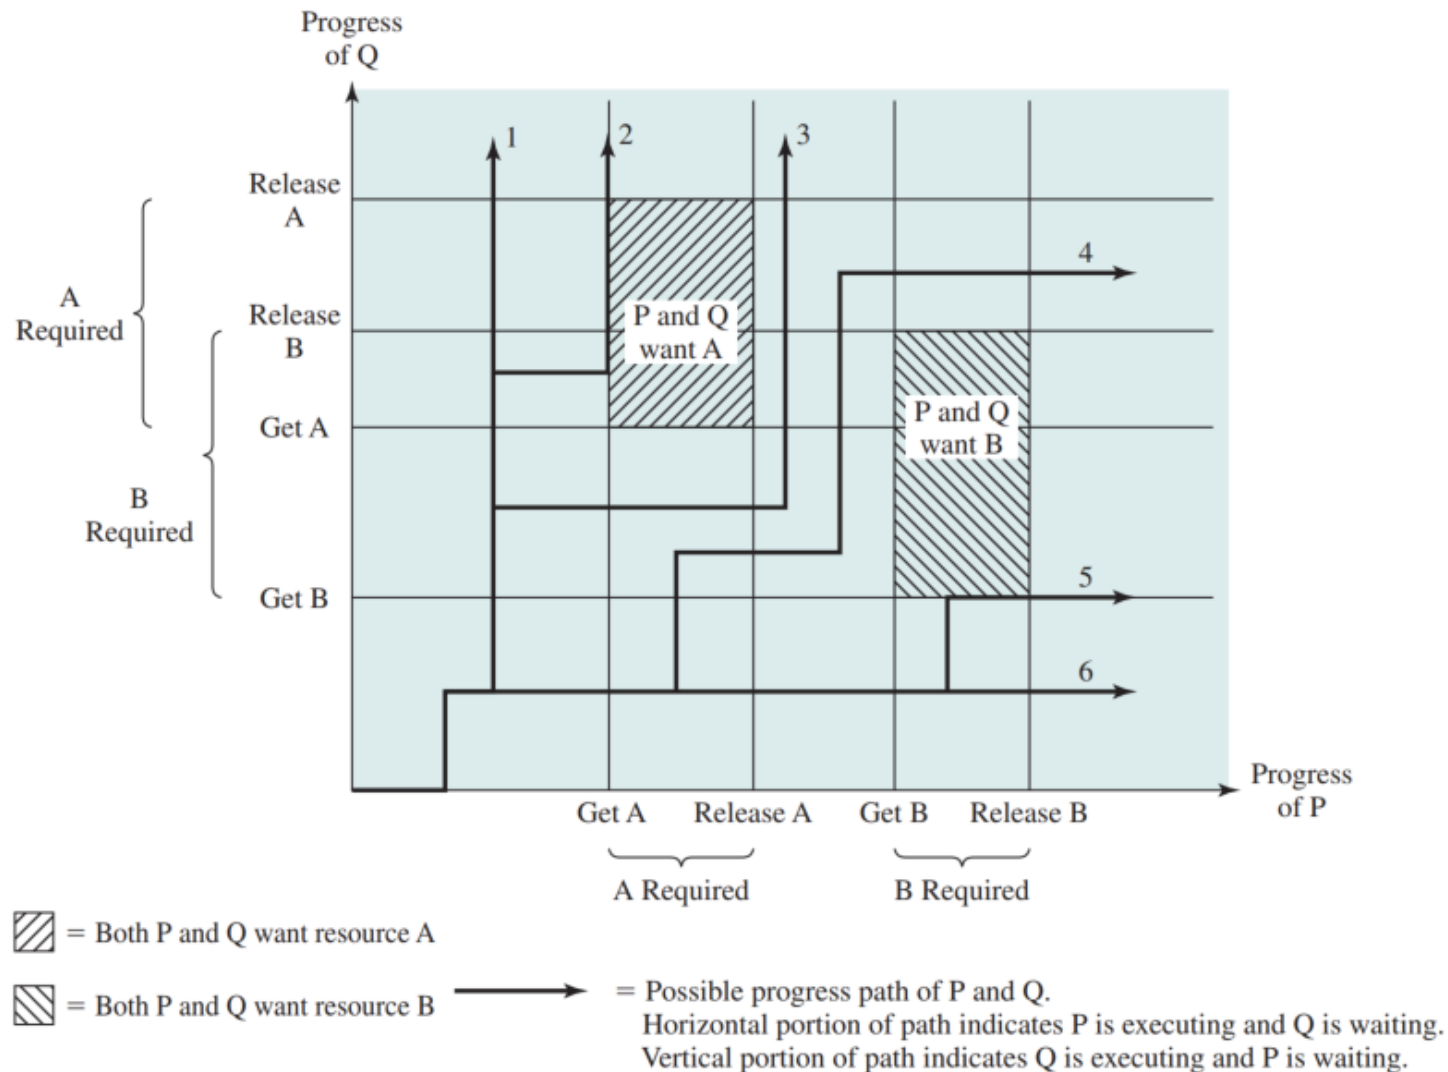 Progress
of Q
1
2
3
Release
A
4
A
Required
Release
B
P and Q
want A
P and Q
want B
Get A
B
Required
5
Get B
6
Progress
of P
Get A
Release A
Get B
Release B
A Required
B Required
= Both P and Q want resource A
= Both P and Q want resource B
= Possible progress path of P and Q.
Horizontal portion of path indicates P is executing and Q is waiting.
Vertical portion of path indicates Q is executing and P is waiting.